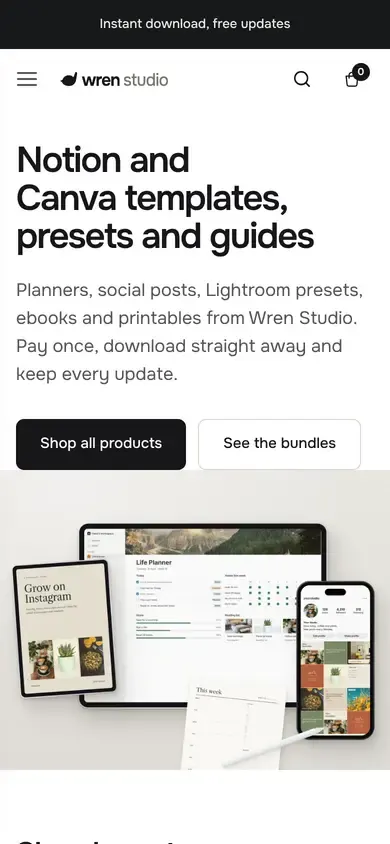 Instant download, free updates
wren studio
0
Notion and
Canva templates,
presets and guides
Planners, social posts, Lightroom presets,
ebooks and printables from Wren Studio.
Pay once, download straight away and
keep every update.
Shop all products
See the bundles
Life Planner
Grow on
Instagram
This week